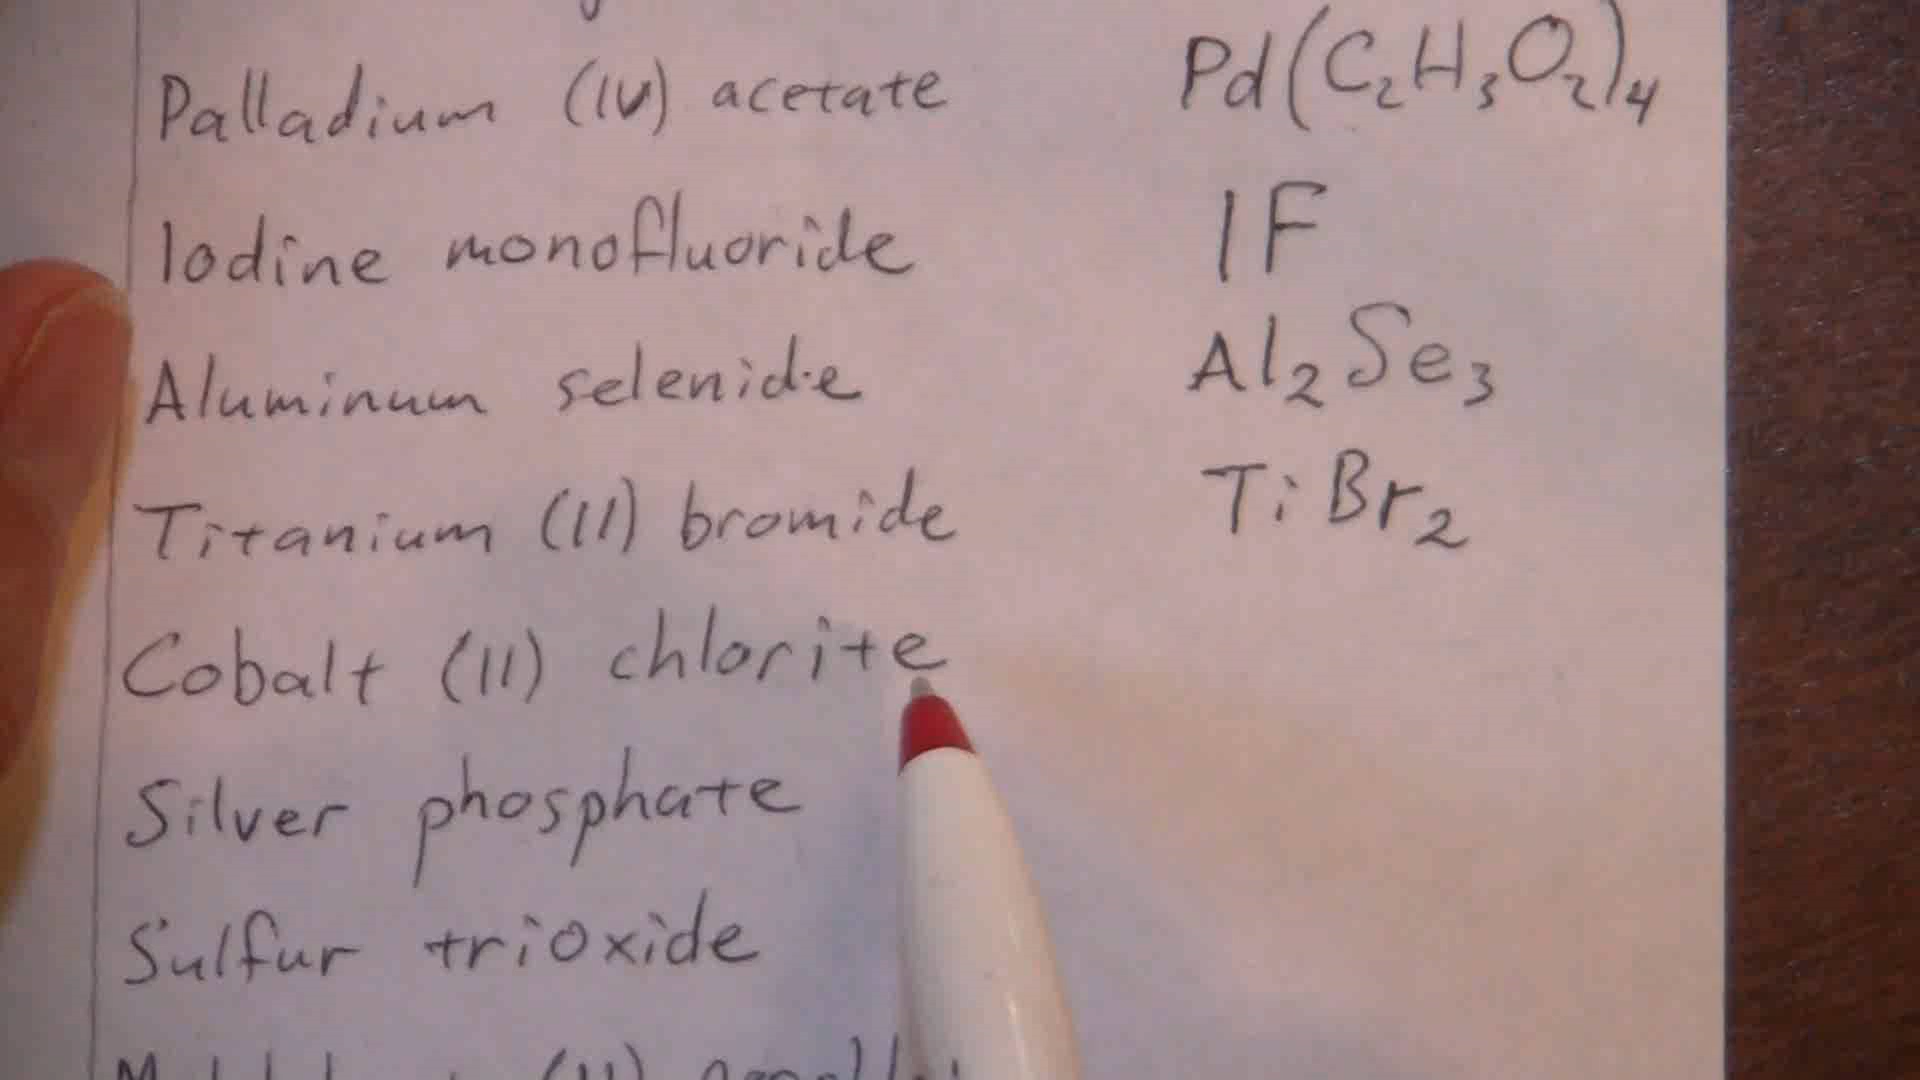 Palladium (IV) acetate Pd(C₂H₃O₂)₄
Iodine monofluoride IF
Aluminum selenide Al₂Se₃
Titanium (II) bromide TiBr₂
Cobalt (II) chlorite
Silver phosphate
Sulfur trioxide